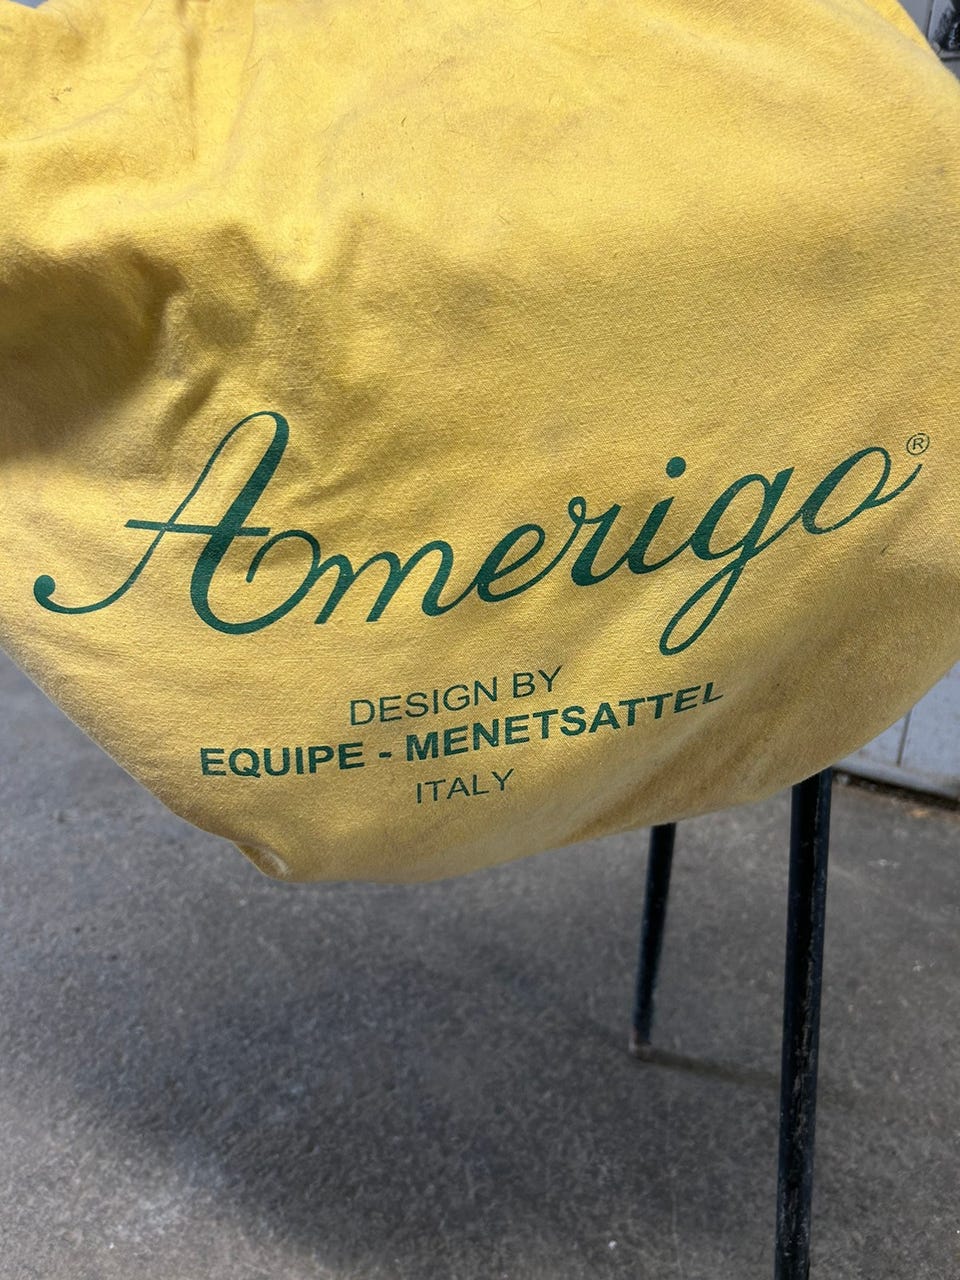 Amerigo®
DESIGN BY
EQUIPE - MENETSATTEL
ITALY